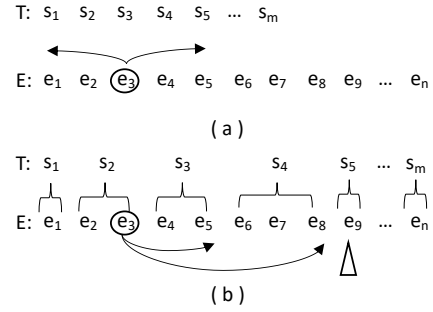 T: s₁ s₂ s₃ s₄ s₅ ... sₘ
E: e₁ e₂ e₃ e₄ e₅ e₆ e₇ e₈ e₉ ... eₙ
( a )
T: s₁ s₂ s₃ s₄ s₅ ... sₘ
E: e₁ e₂ e₃ e₄ e₅ e₆ e₇ e₈ e₉ ... eₙ
( b )